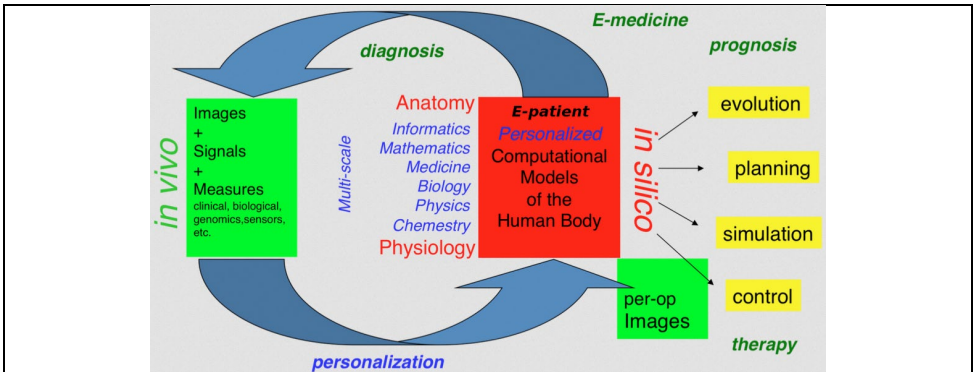 E-medicine
diagnosis
prognosis
in vivo
Images
+
Signals
+
Measures
clinical, biological,
genomics,sensors,
etc.
Multi-scale
Anatomy
Informatics
Mathematics
Medicine
Biology
Physics
Chemestry
Physiology
E-patient
Personalized
Computational
Models
of the
Human Body
in silico
evolution
planning
simulation
control
per-op
Images
therapy
personalization